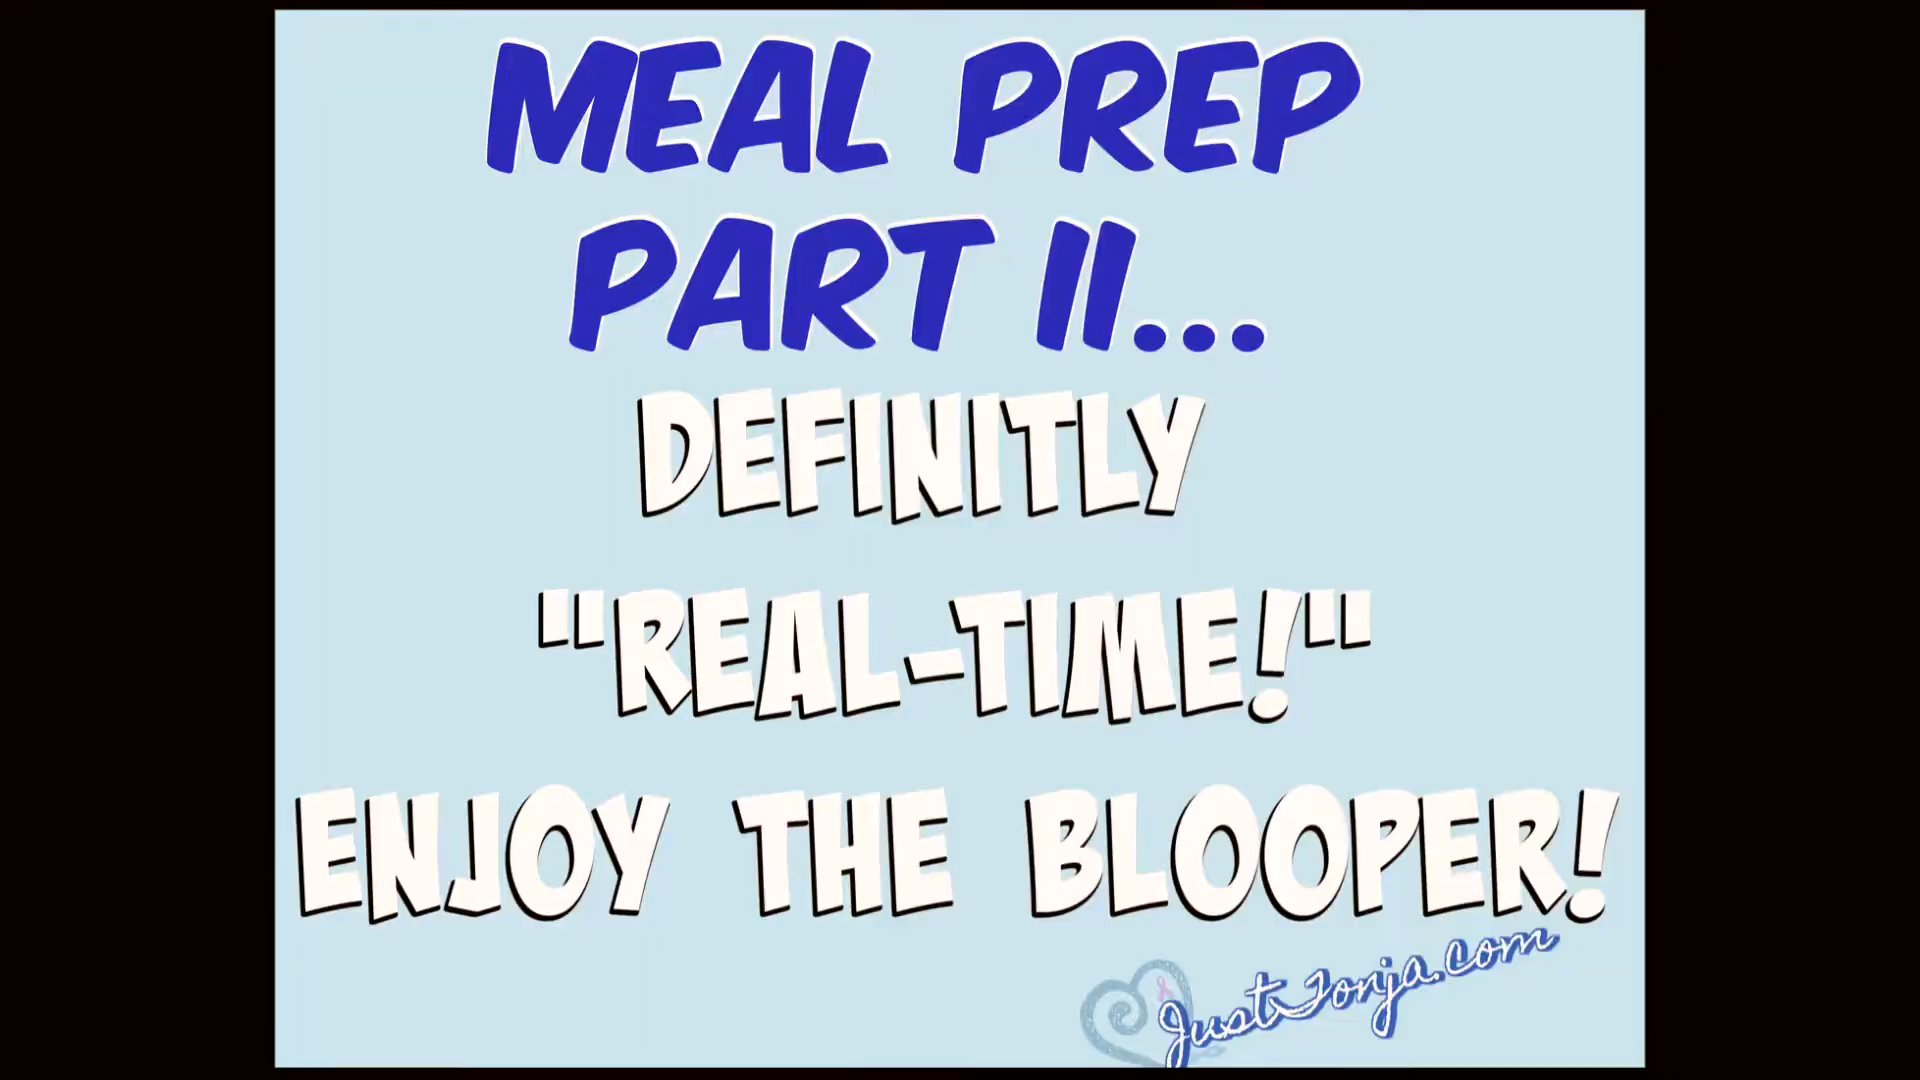 MEAL PREP
PART II...
DEFINITLY
"REAL-TIME!"
ENJOY THE BLOOPER!
JustTonja.com